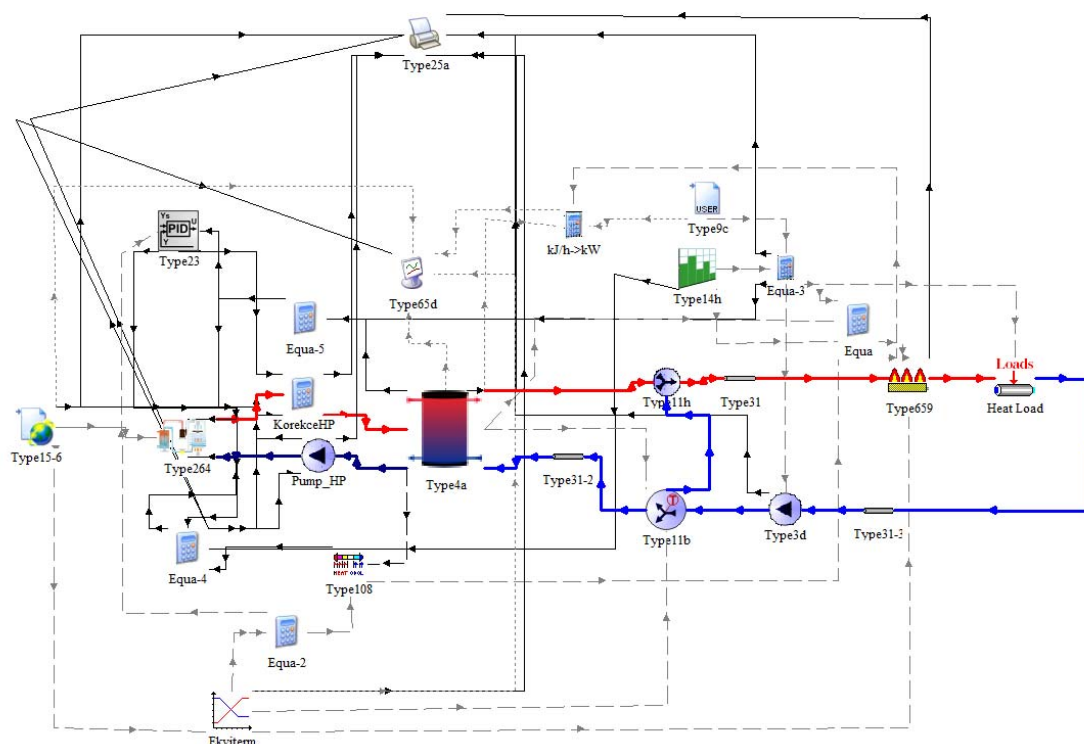 Type25a
USER
Type9c
kJ/h->kW
Ys
U
PID
Y
Type23
Type65d
Type14h
Equa-3
Equa-5
Equa
Loads
Type11h
Type31
Type659
Heat Load
KorekceHP
Type15-6
Type264
Pump_HP
Type4a
Type31-2
T
Type11b
Type3d
Type31-3
Equa-4
HEAT COOL
Type108
Equa-2
Ekviterm